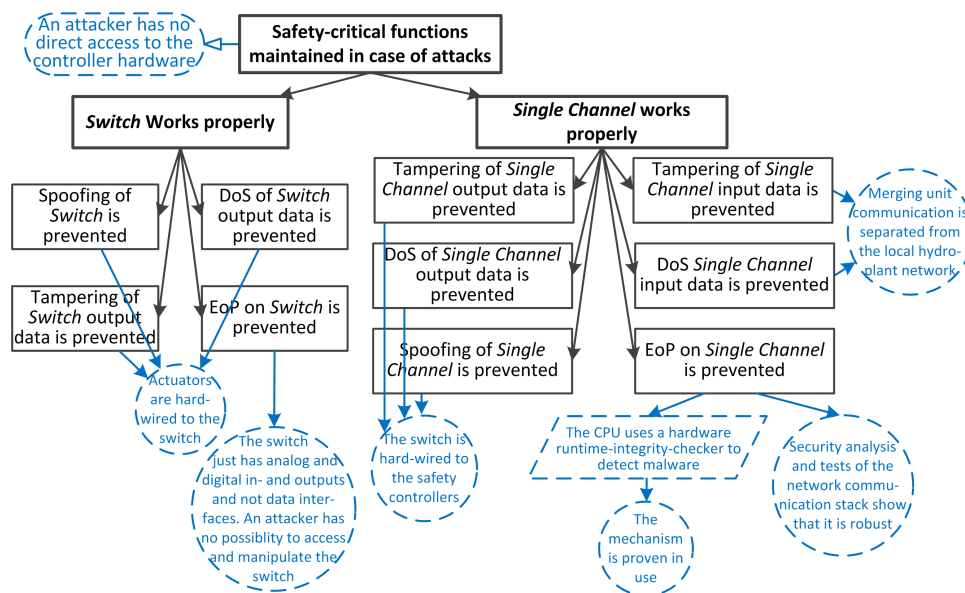 An attacker has no
direct access to the
controller hardware
Safety-critical functions
maintained in case of attacks
Switch Works properly
Single Channel works
properly
Spoofing of
Switch is
prevented
DoS of Switch
output data is
prevented
Tampering of
Switch output
data is prevented
EoP on Switch is
prevented
Tampering of Single
Channel output data is
prevented
Tampering of Single
Channel input data is
prevented
DoS of Single Channel
output data is
prevented
DoS Single Channel
input data is prevented
Spoofing of Single
Channel is prevented
EoP on Single Channel
is prevented
Merging unit
communication is
separated from
the local hydro-
plant network
Actuators
are hard-
wired to the
switch
The switch
just has analog and
digital in- and outputs
and not data inter-
faces. An attacker has
no possiblity to access
and manipulate the
switch
The switch is
hard-wired to
the safety
controllers
The CPU uses a hardware
runtime-integrity-checker to
detect malware
The
mechanism
is proven in
use
Security analysis
and tests of the
network commu-
nication stack show
that it is robust